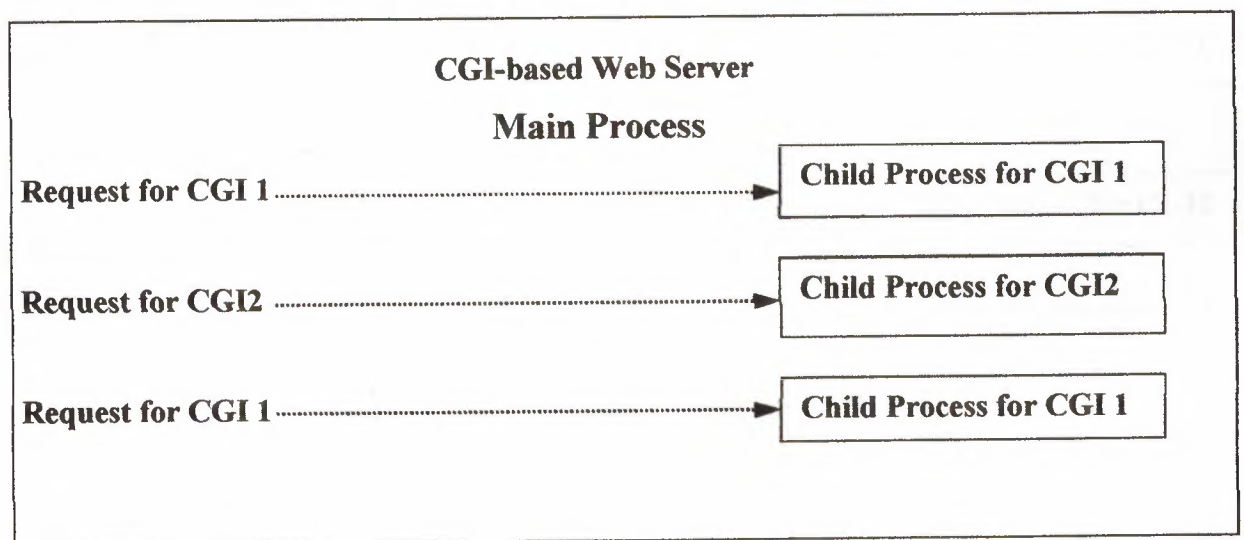 CGI-based Web Server
Main Process
Request for CGI 1 Child Process for CGI 1
Request for CGI2 Child Process for CGI2
Request for CGI 1 Child Process for CGI 1